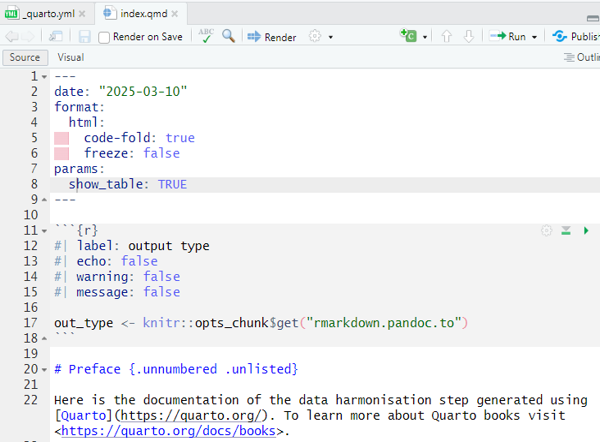 _quarto.yml × index.qmd ×
Render on Save ABC Render Run Publis
Source Visual Outli
1 ---
2 date: "2025-03-10"
3 format:
4   html:
5     code-fold: true
6     freeze: false
7 params:
8   show_table: TRUE
9 ---
10
11 ```{r}
12 #| label: output type
13 #| echo: false
14 #| warning: false
15 #| message: false
16
17 out_type <- knitr::opts_chunk$get("rmarkdown.pandoc.to")
18 ```
19
20 # Preface {.unnumbered .unlisted}
21
22 Here is the documentation of the data harmonisation step generated using
[Quarto](https://quarto.org/). To learn more about Quarto books visit
<https://quarto.org/docs/books>.